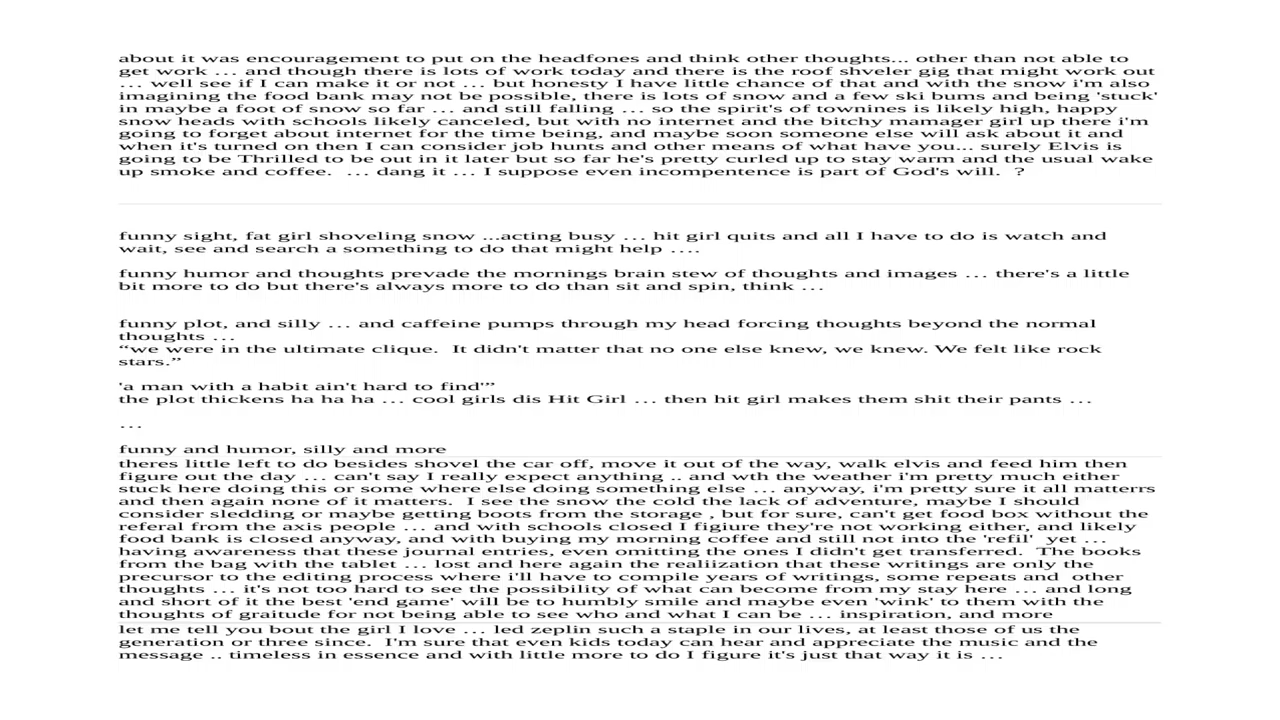 about it was encouragement to put on the headfones and think other thoughts... other than not able to
get work ... and though there is lots of work today and there is the roof shveler gig that might work out
... well see if I can make it or not ... but honesty I have little chance of that and with the snow i'm also
imagining the food bank may not be possible, there is lots of snow and a few ski bums and being 'stuck'
in maybe a foot of snow so far ... and still falling ... so the spirit's of townines is likely high, happy
snow heads with schools likely canceled, but with no internet and the bitchy mamager girl up there i'm
going to forget about internet for the time being, and maybe soon someone else will ask about it and
when it's turned on then I can consider job hunts and other means of what have you... surely Elvis is
going to be Thrilled to be out in it later but so far he's pretty curled up to stay warm and the usual wake
up smoke and coffee.  ... dang it ... I suppose even incompentence is part of God's will.  ?
funny sight, fat girl shoveling snow ...acting busy ... hit girl quits and all I have to do is watch and
wait, see and search a something to do that might help ....
funny humor and thoughts prevade the mornings brain stew of thoughts and images ... there's a little
bit more to do but there's always more to do than sit and spin, think ...
funny plot, and silly ... and caffeine pumps through my head forcing thoughts beyond the normal
thoughts ...
“we were in the ultimate clique.  It didn't matter that no one else knew, we knew. We felt like rock
stars.”
'a man with a habit ain't hard to find'”
the plot thickens ha ha ha ... cool girls dis Hit Girl ... then hit girl makes them shit their pants ...
...
funny and humor, silly and more
theres little left to do besides shovel the car off, move it out of the way, walk elvis and feed him then
figure out the day ... can't say I really expect anything .. and wth the weather i'm pretty much either
stuck here doing this or some where else doing something else ... anyway, i'm pretty sure it all matterrs
and then again none of it matters.  I see the snow the cold the lack of adventure, maybe I should
consider sledding or maybe getting boots from the storage , but for sure, can't get food box without the
referal from the axis people ... and with schools closed I figiure they're not working either, and likely
food bank is closed anyway, and with buying my morning coffee and still not into the 'refil'  yet ...
having awareness that these journal entries, even omitting the ones I didn't get transferred.  The books
from the bag with the tablet ... lost and here again the realiization that these writings are only the
precursor to the editing process where i'll have to compile years of writings, some repeats and  other
thoughts ... it's not too hard to see the possibility of what can become from my stay here ... and long
and short of it the best 'end game' will be to humbly smile and maybe even 'wink' to them with the
thoughts of graitude for not being able to see who and what I can be ... inspiration, and more
let me tell you bout the girl I love ... led zeplin such a staple in our lives, at least those of us the
generation or three since.  I'm sure that even kids today can hear and appreciate the music and the
message .. timeless in essence and with little more to do I figure it's just that way it is ...